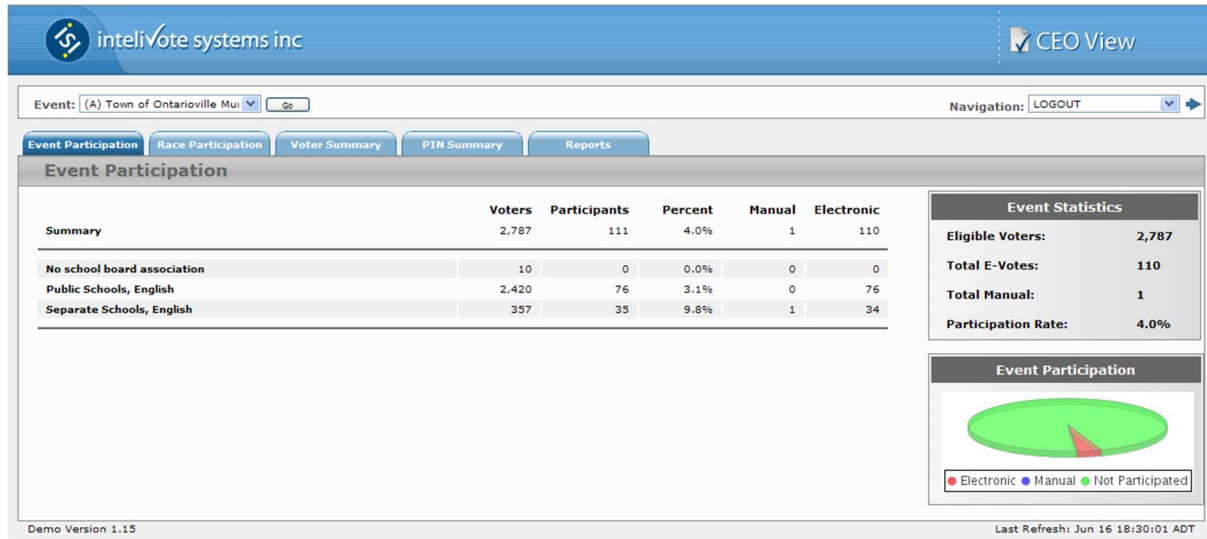 intelivote systems inc
CEO View
Event: (A) Town of Ontarioville Mu Go Navigation: LOGOUT
Event Participation Race Participation Voter Summary PIN Summary Reports
Event Participation
Voters Participants Percent Manual Electronic
Summary 2,787 111 4.0% 1 110
No school board association 10 0 0.0% 0 0
Public Schools, English 2,420 76 3.1% 0 76
Separate Schools, English 357 35 9.8% 1 34
Event Statistics
Eligible Voters: 2,787
Total E-Votes: 110
Total Manual: 1
Participation Rate: 4.0%
Event Participation
Electronic Manual Not Participated
Demo Version 1.15
Last Refresh: Jun 16 18:30:01 ADT